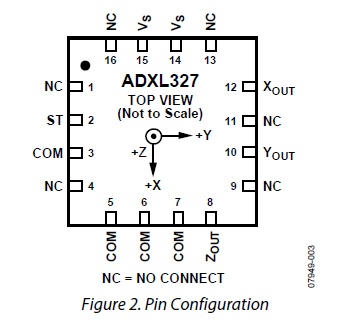 NC VS VS NC
16 15 14 13
ADXL327
TOP VIEW
(Not to Scale)
NC 1
ST 2
COM 3
NC 4
12 XOUT
11 NC
10 YOUT
9 NC
+Y
+Z
+X
5 6 7 8
COM COM COM ZOUT
NC = NO CONNECT
07949-003
Figure 2. Pin Configuration